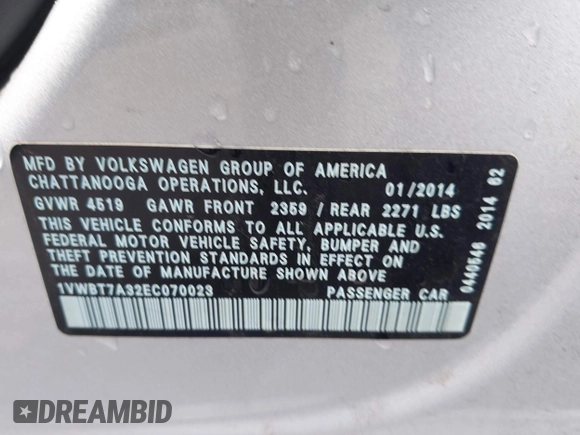 MFD BY VOLKSWAGEN GROUP OF AMERICA
CHATTANOOGA OPERATIONS, LLC. 01/2014
GVWR 4519 GAWR FRONT 2359 / REAR 2271 LBS
THIS VEHICLE CONFORMS TO ALL APPLICABLE U.S.
FEDERAL MOTOR VEHICLE SAFETY, BUMPER AND
THEFT PREVENTION STANDARDS IN EFFECT ON
THE DATE OF MANUFACTURE SHOWN ABOVE
1VWBT7A32EC070023 PASSENGER CAR
0440646 2014 62
DREAMBID